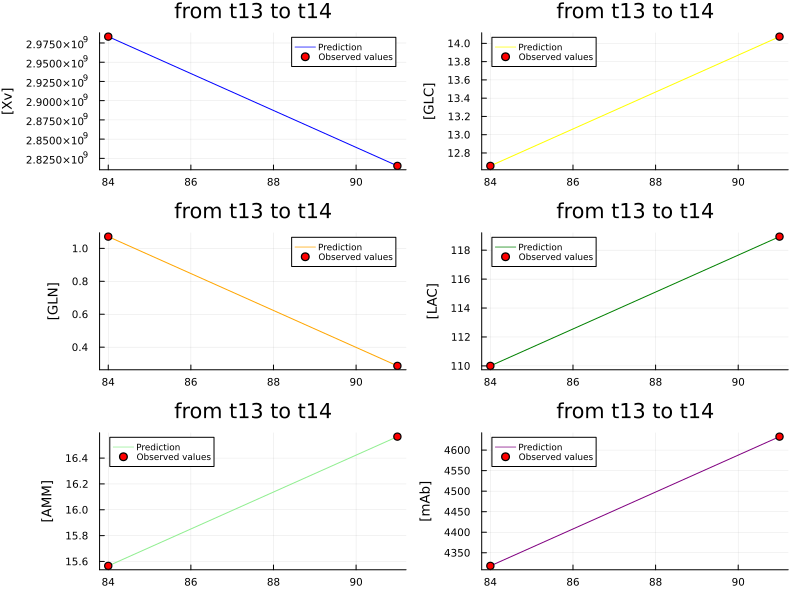 from t13 to t14
[Xv]
2.9750×10⁹
2.9500×10⁹
2.9250×10⁹
2.9000×10⁹
2.8750×10⁹
2.8500×10⁹
2.8250×10⁹
Prediction
Observed values
84 86 88 90
from t13 to t14
[GLC]
14.0
13.8
13.6
13.4
13.2
13.0
12.8
Prediction
Observed values
84 86 88 90
from t13 to t14
[GLN]
1.0
0.8
0.6
0.4
Prediction
Observed values
84 86 88 90
from t13 to t14
[LAC]
118
116
114
112
110
Prediction
Observed values
84 86 88 90
from t13 to t14
[AMM]
16.4
16.2
16.0
15.8
15.6
Prediction
Observed values
84 86 88 90
from t13 to t14
[mAb]
4600
4550
4500
4450
4400
4350
Prediction
Observed values
84 86 88 90